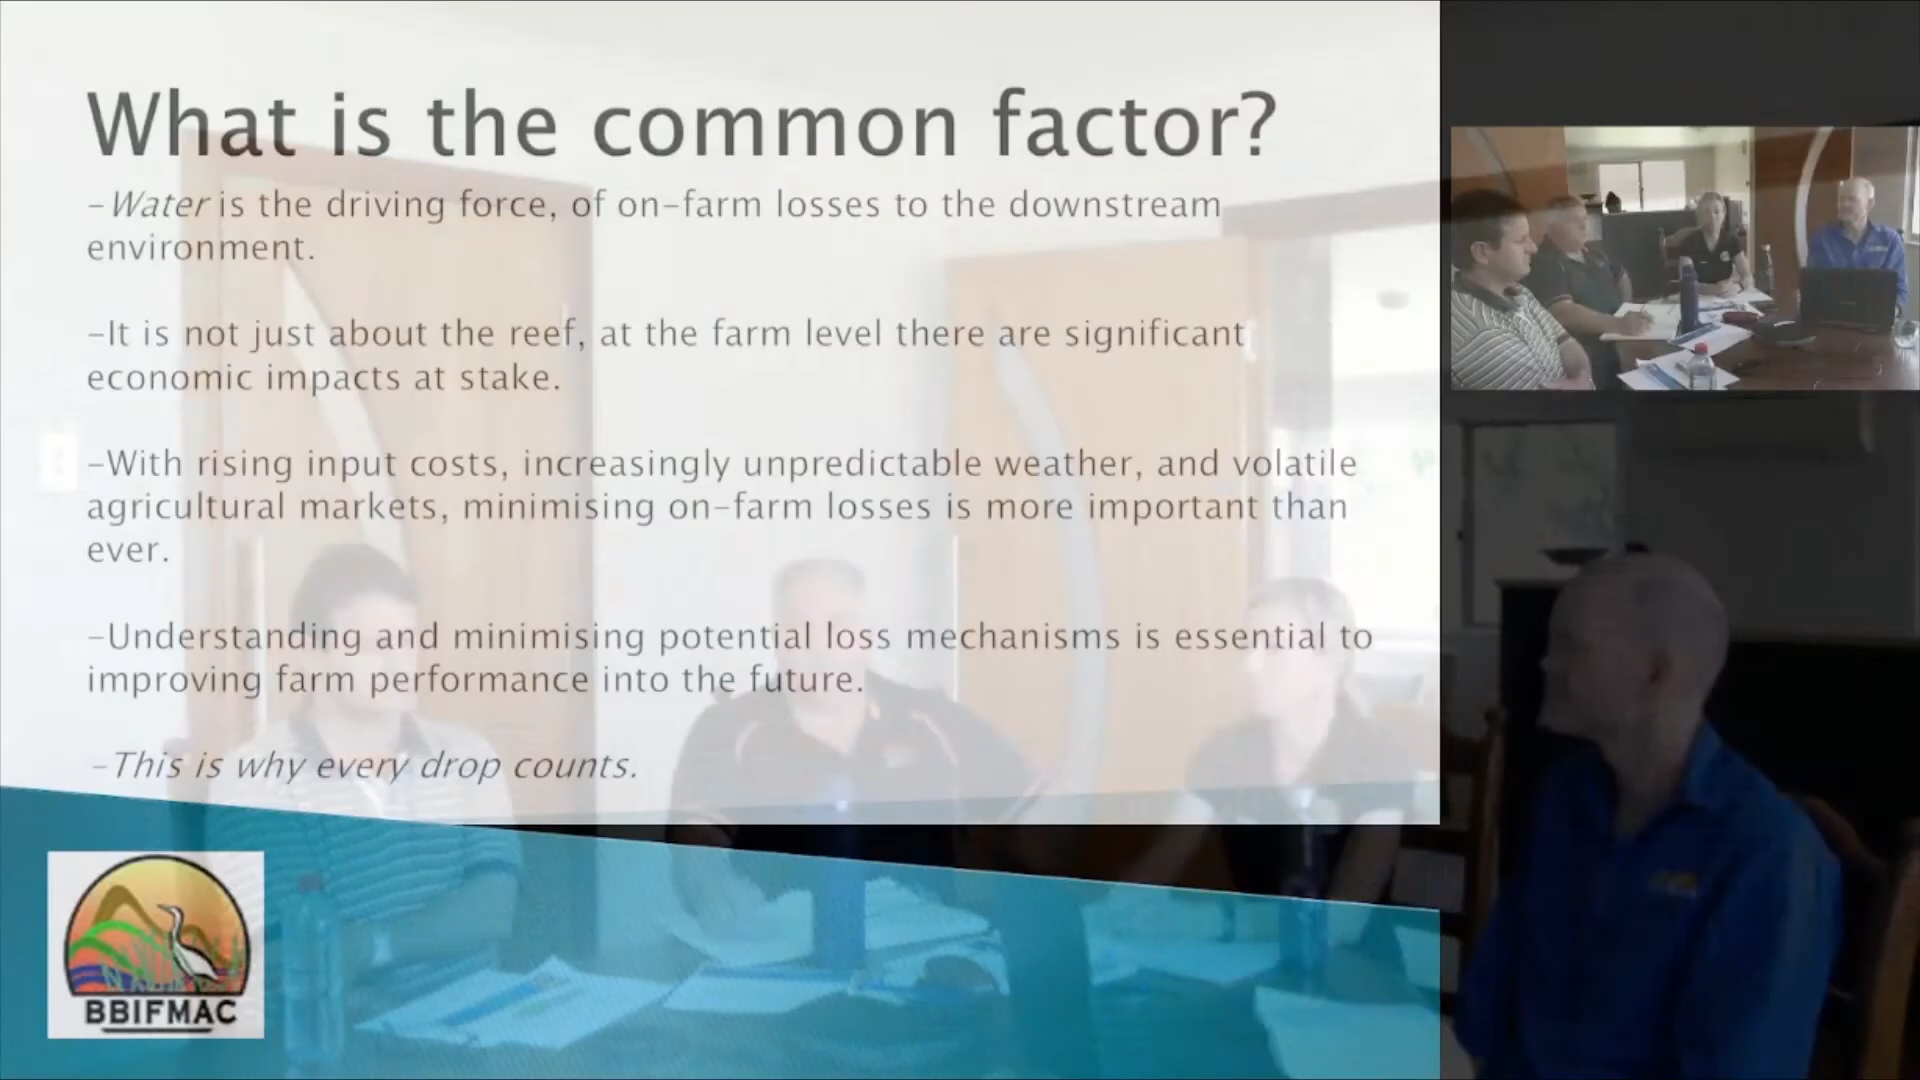 What is the common factor?
-Water is the driving force, of on-farm losses to the downstream
environment.
-It is not just about the reef, at the farm level there are significant
economic impacts at stake.
-With rising input costs, increasingly unpredictable weather, and volatile
agricultural markets, minimising on-farm losses is more important than
ever.
-Understanding and minimising potential loss mechanisms is essential to
improving farm performance into the future.
-This is why every drop counts.
BBIFMAC